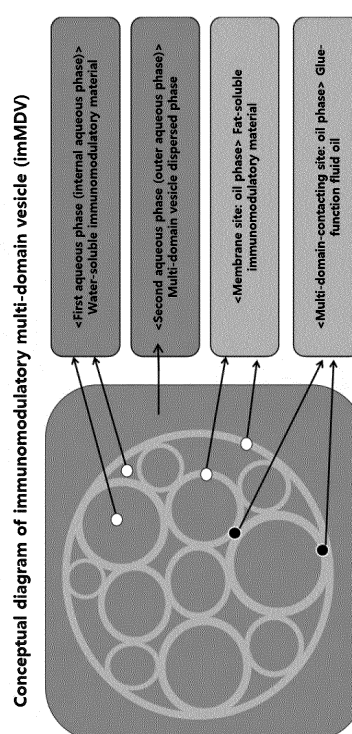 Conceptual diagram of immunomodulatory multi-domain vesicle (imMDV)
<First aqueous phase (internal aqueous phase)>
Water-soluble immunomodulatory material
<Second aqueous phase (outer aqueous phase)>
Multi-domain vesicle dispersed phase
<Membrane site: oil phase> Fat-soluble
immunomodulatory material
<Multi-domain-contacting site: oil phase> Glue-
function fluid oil